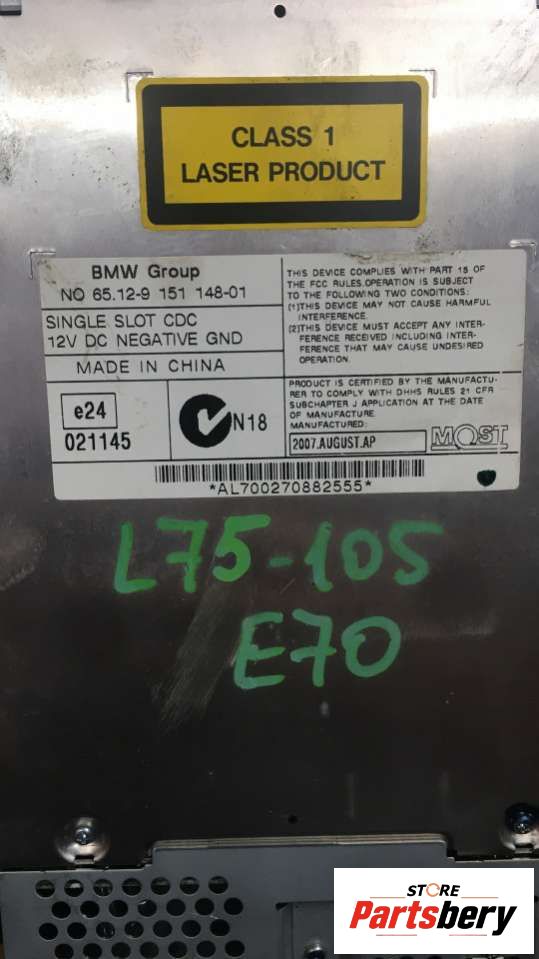 CLASS 1
LASER PRODUCT
BMW Group
NO 65.12-9 151 148-01
SINGLE SLOT CDC
12V DC NEGATIVE GND
MADE IN CHINA
e24
021145
N18
THIS DEVICE COMPLIES WITH PART 15 OF
THE FCC RULES.OPERATION IS SUBJECT
TO THE FOLLOWING TWO CONDITIONS:
(1)THIS DEVICE MAY NOT CAUSE HARMFUL
INTERFERENCE.
(2)THIS DEVICE MUST ACCEPT ANY INTER-
FERENCE RECEIVED INCLUDING INTER-
FERENCE THAT MAY CAUSE UNDESIRED
OPERATION.
PRODUCT IS CERTIFIED BY THE MANUFACTU-
RER TO COMPLY WITH DHHS RULES 21 CFR
SUBCHAPTER J APPLICATION AT THE DATE
OF MANUFACTURE
MANUFACTURED:
2007.AUGUST.AP
MOST
*AL700270882555*
L75-105
E70
STORE
Partsbery